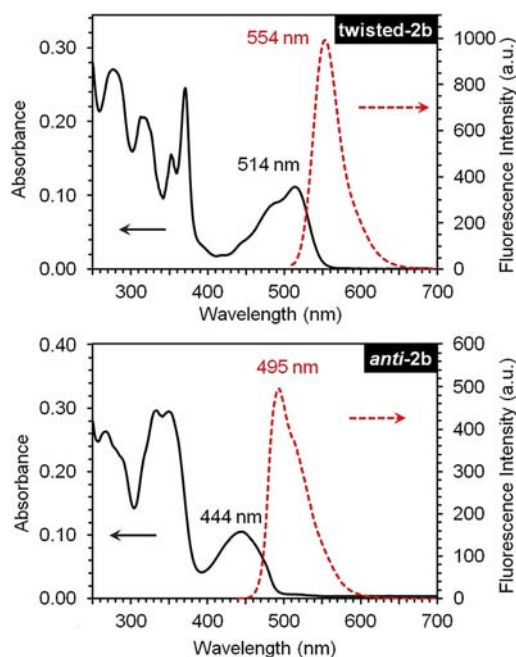 twisted-2b
554 nm
514 nm
0.30
0.20
0.10
0.00
Absorbance
1000
800
600
400
200
0
Fluorescence Intensity (a.u.)
300 400 500 600 700
Wavelength (nm)
anti-2b
495 nm
444 nm
0.40
0.30
0.20
0.10
0.00
Absorbance
600
500
400
300
200
100
0
Fluorescence Intensity (a.u.)
300 400 500 600 700
Wavelength (nm)